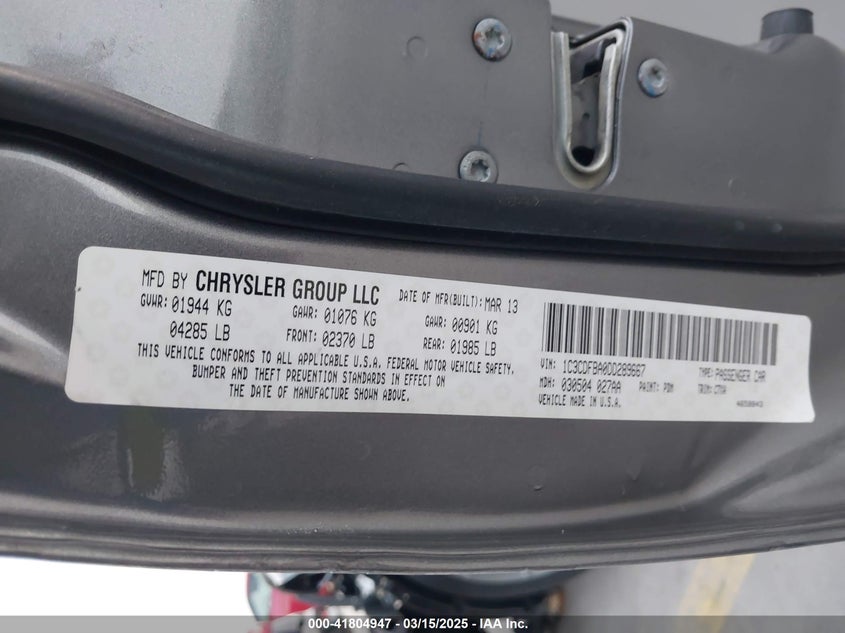 MFD BY CHRYSLER GROUP LLC DATE OF MFR(BUILT): MAR 13
GVWR: 01944 KG GAWR: 01076 KG GAWR: 00901 KG
04285 LB FRONT: 02370 LB REAR: 01985 LB
THIS VEHICLE CONFORMS TO ALL APPLICABLE U.S.A. FEDERAL MOTOR VEHICLE SAFETY,
BUMPER AND THEFT PREVENTION STANDARDS IN EFFECT ON
THE DATE OF MANUFACTURE SHOWN ABOVE.
VIN: 1C3CDFBA0DD289667 TYPE: PASSENGER CAR
MDH: 030504 027AA PAINT: PDM TRIM:
VEHICLE MADE IN U.S.A.
000-41804947 - 03/15/2025 - IAA Inc.